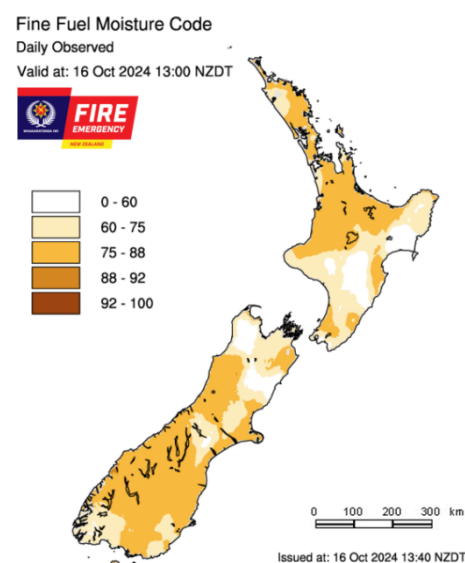 Fine Fuel Moisture Code
Daily Observed
Valid at: 16 Oct 2024 13:00 NZDT
FIRE
EMERGENCY
NEW ZEALAND
0 - 60
60 - 75
75 - 88
88 - 92
92 - 100
0 100 200 300 km
Issued at: 16 Oct 2024 13:40 NZDT